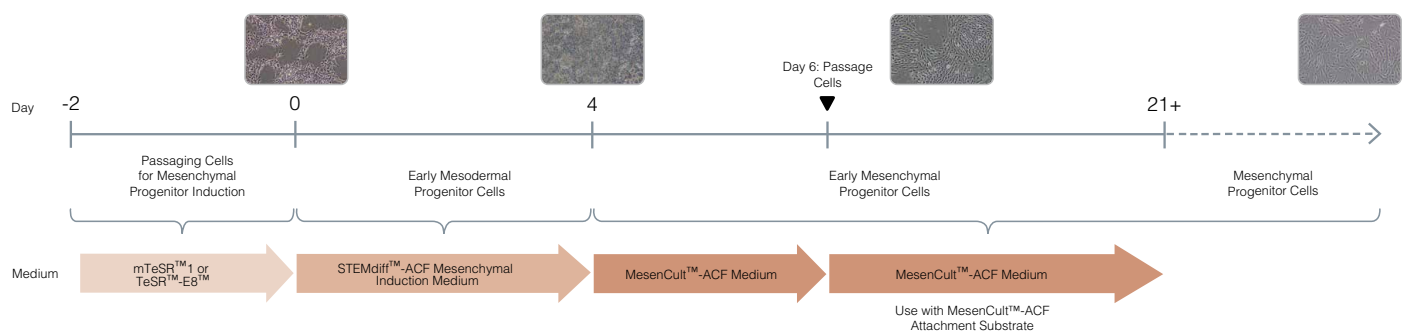 Day 6: Passage
Cells
Day
-2
0
4
21+
Passaging Cells
for Mesenchymal
Progenitor Induction
Early Mesodermal
Progenitor Cells
Early Mesenchymal
Progenitor Cells
Mesenchymal
Progenitor Cells
Medium
mTeSR™1 or
TeSR™-E8™
STEMdiff™-ACF Mesenchymal
Induction Medium
MesenCult™-ACF Medium
MesenCult™-ACF Medium
Use with MesenCult™-ACF
Attachment Substrate